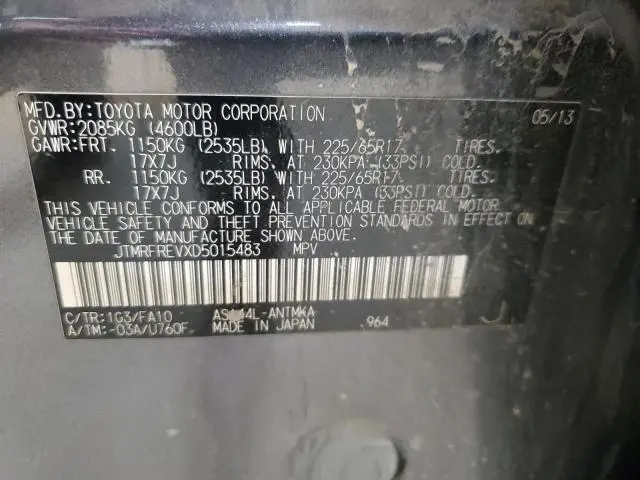 MFD.BY:TOYOTA MOTOR CORPORATION 05/13
GVWR:2085KG (4600LB)
GAWR:FRT. 1150KG (2535LB) WITH 225/65R17 TIRES.
17X7J RIMS, AT 230KPA (33PSI) COLD.
RR. 1150KG (2535LB) WITH 225/65R17 TIRES.
17X7J RIMS, AT 230KPA (33PSI) COLD.
THIS VEHICLE CONFORMS TO ALL APPLICABLE FEDERAL MOTOR
VEHICLE SAFETY AND THEFT PREVENTION STANDARDS IN EFFECT ON
THE DATE OF MANUFACTURE SHOWN ABOVE.
JTMRFREVXD5015483 MPV
C/TR:1G3/FA10 ASA44L-ANTMKA
A/TM:-03A/U760F MADE IN JAPAN 964